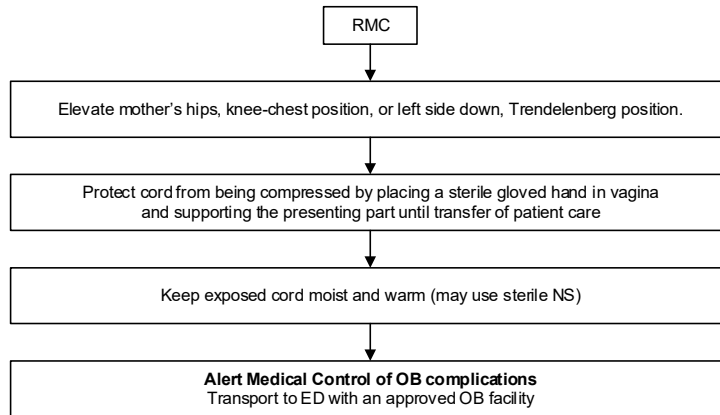 RMC
Elevate mother's hips, knee-chest position, or left side down, Trendelenberg position.
Protect cord from being compressed by placing a sterile gloved hand in vagina
and supporting the presenting part until transfer of patient care
Keep exposed cord moist and warm (may use sterile NS)
Alert Medical Control of OB complications
Transport to ED with an approved OB facility